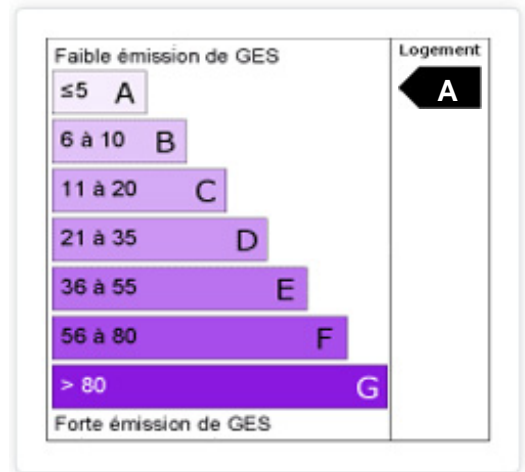 Faible émission de GES
Logement
≤5 A
A
6 à 10 B
11 à 20 C
21 à 35 D
36 à 55 E
56 à 80 F
> 80 G
Forte émission de GES